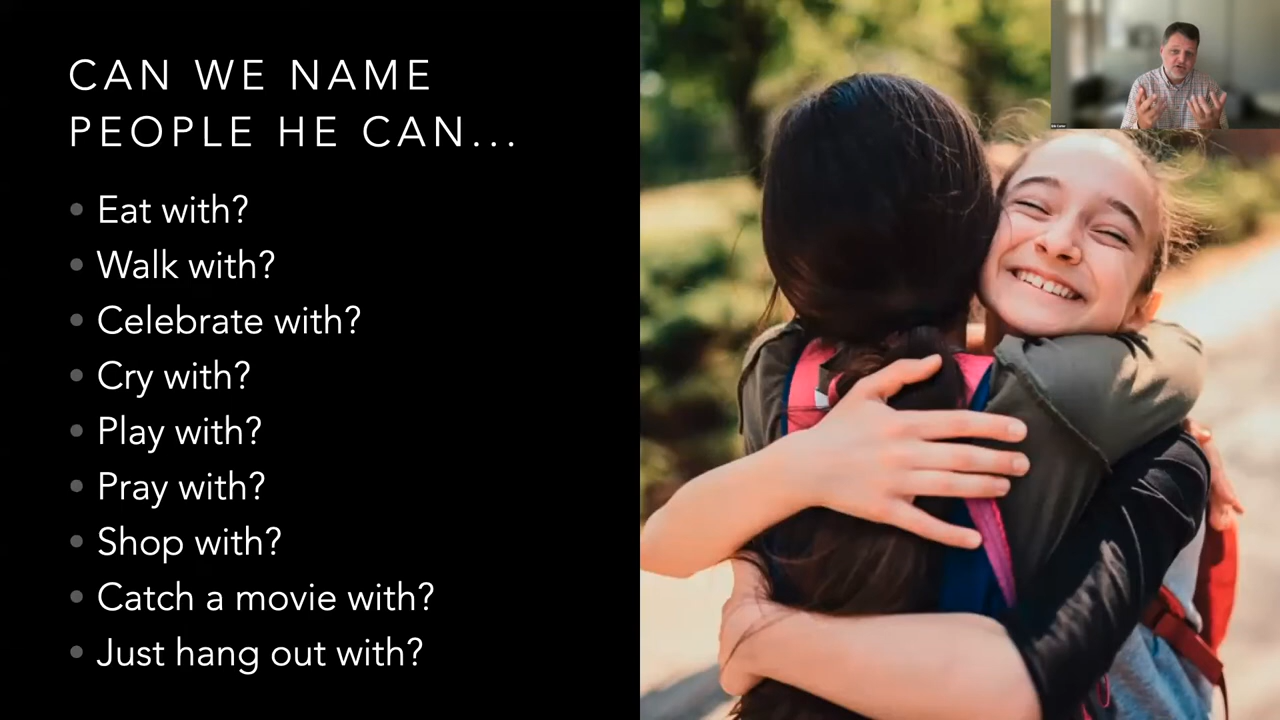 CAN WE NAME
PEOPLE HE CAN...
• Eat with?
• Walk with?
• Celebrate with?
• Cry with?
• Play with?
• Pray with?
• Shop with?
• Catch a movie with?
• Just hang out with?